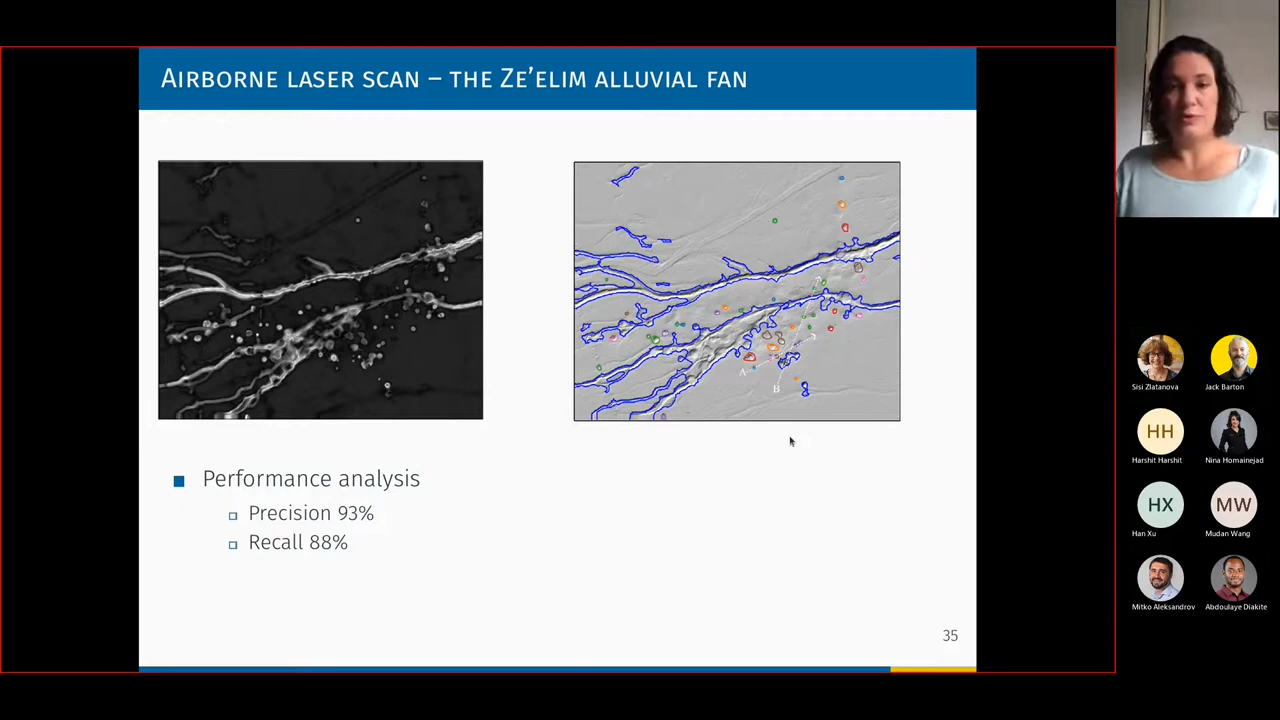 AIRBORNE LASER SCAN – THE ZE’ELIM ALLUVIAL FAN
A
B
Performance analysis
Precision 93%
Recall 88%
35
Sisi Zlatanova
Jack Barton
HH
Harshit Harshit
Nina Homainejad
HX
Han Xu
MW
Mudan Wang
Mitko Aleksandrov
Abdoulaye Diakite